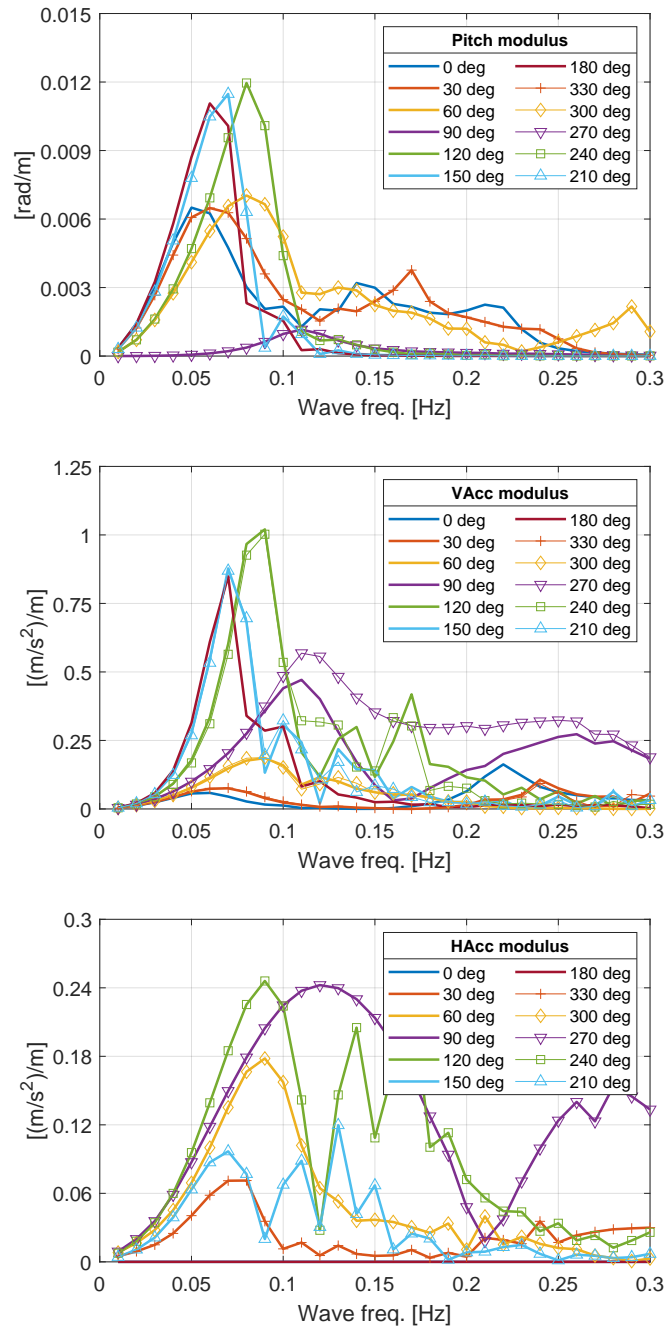 0.015
0.012
0.009
0.006
0.003
0
[rad/m]
Pitch modulus
0 deg 180 deg
30 deg 330 deg
60 deg 300 deg
90 deg 270 deg
120 deg 240 deg
150 deg 210 deg
0 0.05 0.1 0.15 0.2 0.25 0.3
Wave freq. [Hz]
1.25
1
0.75
0.5
0.25
0
[(m/s²)/m]
VAcc modulus
0 deg 180 deg
30 deg 330 deg
60 deg 300 deg
90 deg 270 deg
120 deg 240 deg
150 deg 210 deg
0 0.05 0.1 0.15 0.2 0.25 0.3
Wave freq. [Hz]
0.3
0.24
0.18
0.12
0.06
0
[(m/s²)/m]
HAcc modulus
0 deg 180 deg
30 deg 330 deg
60 deg 300 deg
90 deg 270 deg
120 deg 240 deg
150 deg 210 deg
0 0.05 0.1 0.15 0.2 0.25 0.3
Wave freq. [Hz]